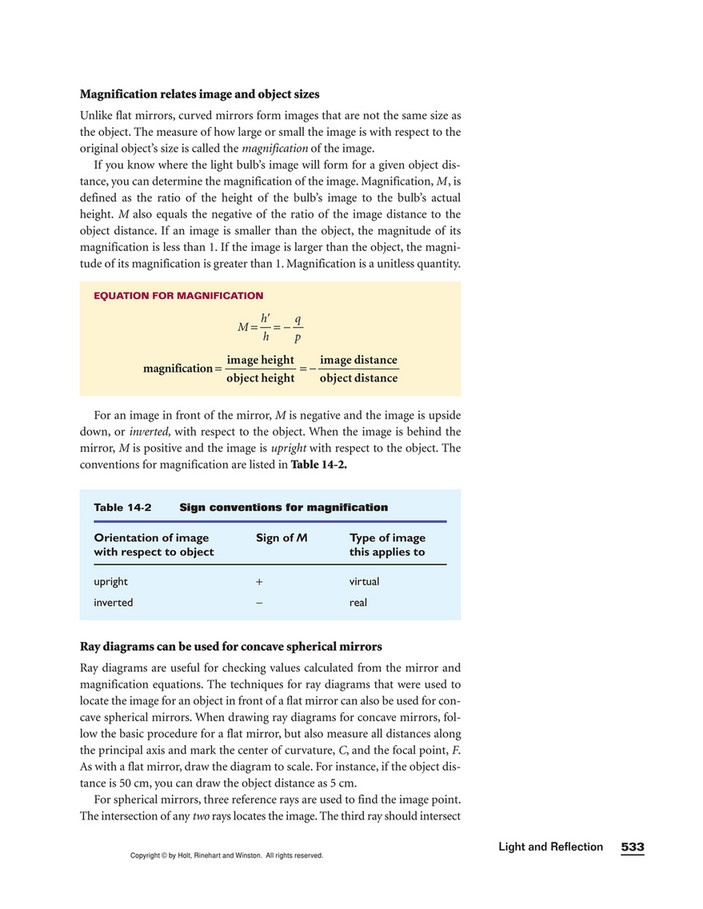 Magnification relates image and object sizes
Unlike flat mirrors, curved mirrors form images that are not the same size as
the object. The measure of how large or small the image is with respect to the
original object's size is called the magnification of the image.
If you know where the light bulb's image will form for a given object dis-
tance, you can determine the magnification of the image. Magnification, M, is
defined as the ratio of the height of the bulb's image to the bulb's actual
height. M also equals the negative of the ratio of the image distance to the
object distance. If an image is smaller than the object, the magnitude of its
magnification is less than 1. If the image is larger than the object, the magni-
tude of its magnification is greater than 1. Magnification is a unitless quantity.
EQUATION FOR MAGNIFICATION
M = h′/h = − q/p
magnification = image height/object height = − image distance/object distance
For an image in front of the mirror, M is negative and the image is upside
down, or inverted, with respect to the object. When the image is behind the
mirror, M is positive and the image is upright with respect to the object. The
conventions for magnification are listed in Table 14-2.
Table 14-2 Sign conventions for magnification
Orientation of image Sign of M Type of image
with respect to object this applies to
upright + virtual
inverted − real
Ray diagrams can be used for concave spherical mirrors
Ray diagrams are useful for checking values calculated from the mirror and
magnification equations. The techniques for ray diagrams that were used to
locate the image for an object in front of a flat mirror can also be used for con-
cave spherical mirrors. When drawing ray diagrams for concave mirrors, fol-
low the basic procedure for a flat mirror, but also measure all distances along
the principal axis and mark the center of curvature, C, and the focal point, F.
As with a flat mirror, draw the diagram to scale. For instance, if the object dis-
tance is 50 cm, you can draw the object distance as 5 cm.
For spherical mirrors, three reference rays are used to find the image point.
The intersection of any two rays locates the image. The third ray should intersect
Light and Reflection 533
Copyright © by Holt, Rinehart and Winston. All rights reserved.